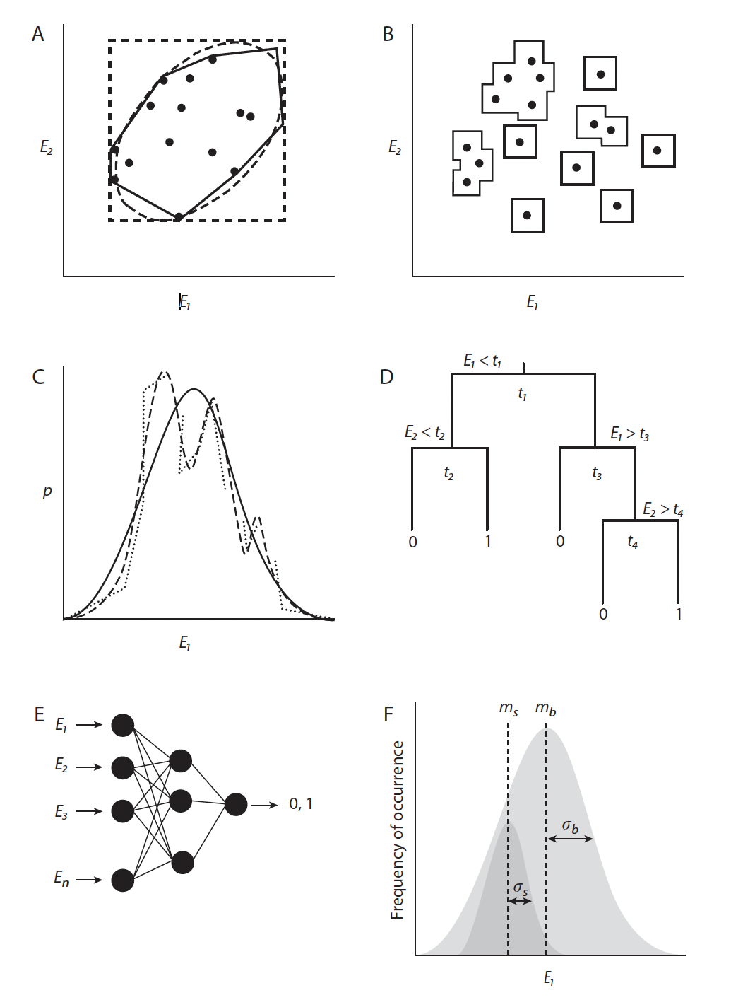 A
E2
E1
B
E2
E1
C
p
E1
D
E1 < t1
t1
E2 < t2
t2
E1 > t3
t3
E2 > t4
t4
0
1
0
0
1
E
E1
E2
E3
En
0, 1
F
ms
mb
Frequency of occurrence
σb
σs
E1